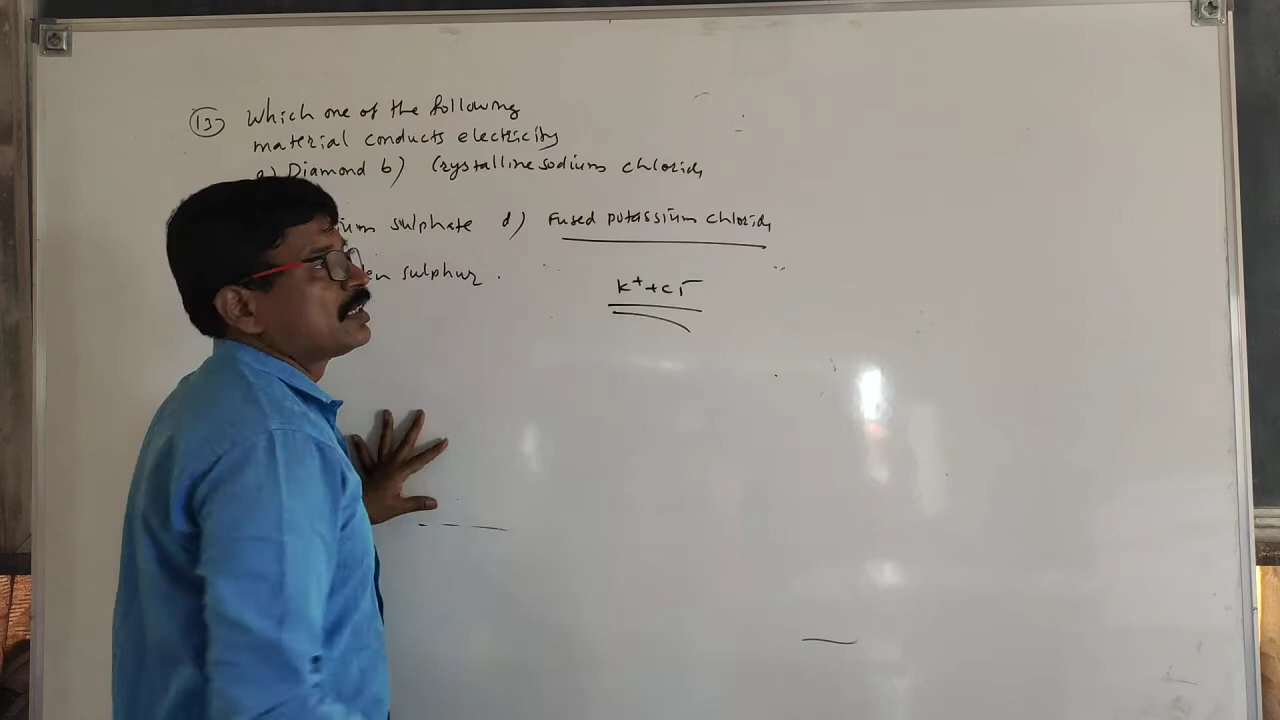 13) Which one of the following
material conducts electricity
a) Diamond b) Crystalline sodium chloride
ium sulphate d) Fused potassium chloride
en sulphur.
K⁺ + Cl⁻